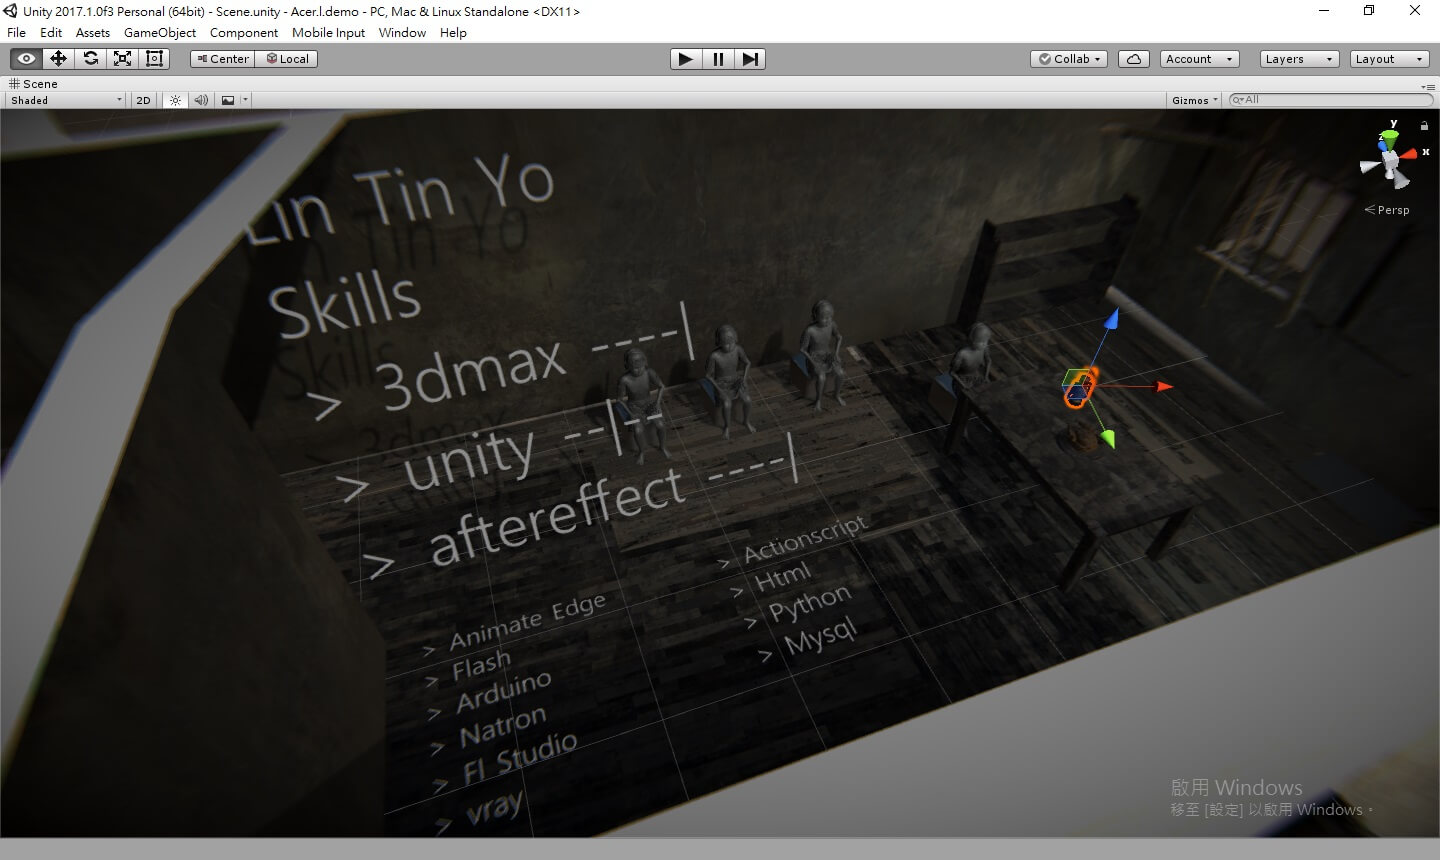 Unity 2017.1.0f3 Personal (64bit) - Scene.unity - Acer.l.demo - PC, Mac & Linux Standalone <DX11>
File Edit Assets GameObject Component Mobile Input Window Help
Center Local Collab Account Layers Layout
Scene
Shaded 2D Gizmos All
y
x
Persp
Lin Tin Yo
Skills
> 3dmax ----|
> unity --|--
> aftereffect ----|
> Animate Edge
> Flash
> Arduino
> Natron
> Fl Studio
> vray
> Actionscript
> Html
> Python
> Mysql
啟用 Windows
移至 [設定] 以啟用 Windows。